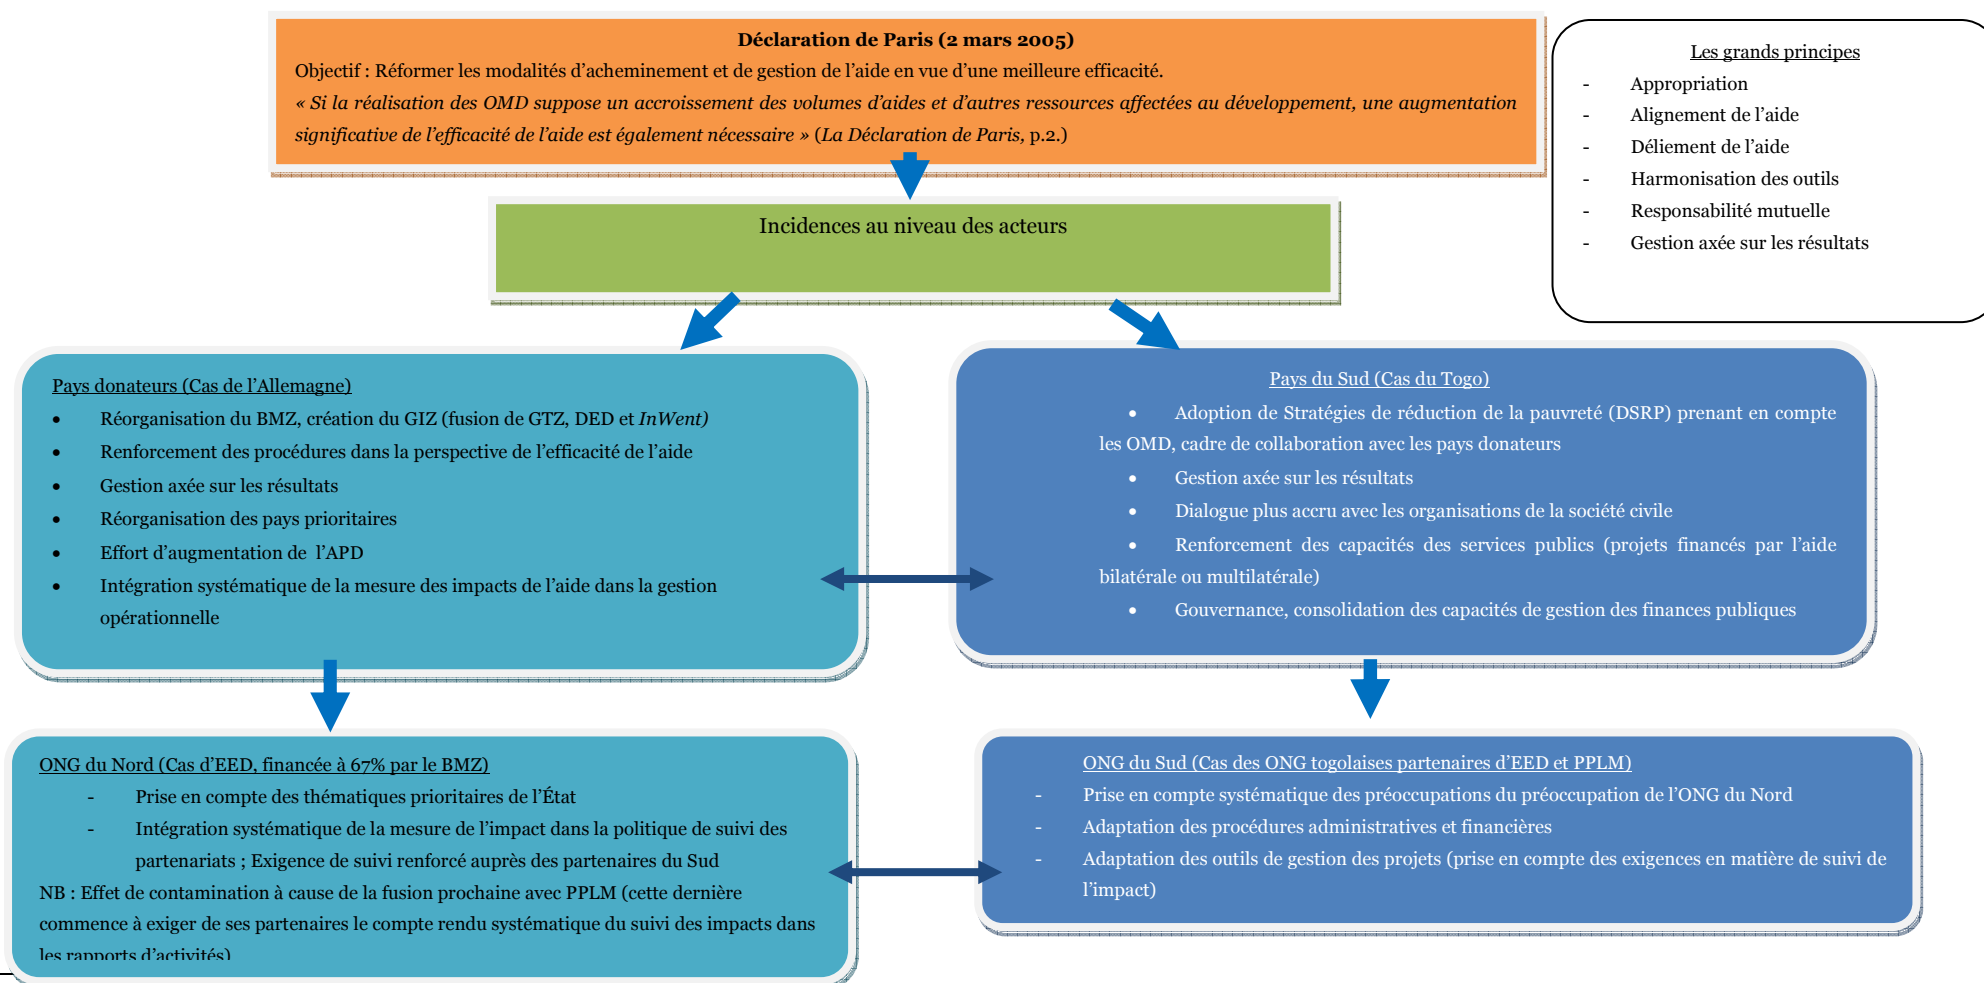 Déclaration de Paris (2 mars 2005)
Objectif : Réformer les modalités d’acheminement et de gestion de l’aide en vue d’une meilleure efficacité.
« Si la réalisation des OMD suppose un accroissement des volumes d’aides et d’autres ressources affectées au développement, une augmentation
significative de l’efficacité de l’aide est également nécessaire » (La Déclaration de Paris, p.2.)
Les grands principes
- Appropriation
- Alignement de l’aide
- Déliement de l’aide
- Harmonisation des outils
- Responsabilité mutuelle
- Gestion axée sur les résultats
Incidences au niveau des acteurs
Pays donateurs (Cas de l’Allemagne)
• Réorganisation du BMZ, création du GIZ (fusion de GTZ, DED et InWent)
• Renforcement des procédures dans la perspective de l’efficacité de l’aide
• Gestion axée sur les résultats
• Réorganisation des pays prioritaires
• Effort d’augmentation de l’APD
• Intégration systématique de la mesure des impacts de l’aide dans la gestion
opérationnelle
Pays du Sud (Cas du Togo)
• Adoption de Stratégies de réduction de la pauvreté (DSRP) prenant en compte
les OMD, cadre de collaboration avec les pays donateurs
• Gestion axée sur les résultats
• Dialogue plus accru avec les organisations de la société civile
• Renforcement des capacités des services publics (projets financés par l’aide
bilatérale ou multilatérale)
• Gouvernance, consolidation des capacités de gestion des finances publiques
ONG du Nord (Cas d’EED, financée à 67% par le BMZ)
- Prise en compte des thématiques prioritaires de l’État
- Intégration systématique de la mesure de l’impact dans la politique de suivi des
partenariats ; Exigence de suivi renforcé auprès des partenaires du Sud
NB : Effet de contamination à cause de la fusion prochaine avec PPLM (cette dernière
commence à exiger de ses partenaires le compte rendu systématique du suivi des impacts dans
les rapports d’activités)
ONG du Sud (Cas des ONG togolaises partenaires d’EED et PPLM)
- Prise en compte systématique des préoccupations du préoccupation de l’ONG du Nord
- Adaptation des procédures administratives et financières
- Adaptation des outils de gestion des projets (prise en compte des exigences en matière de suivi de
l’impact)